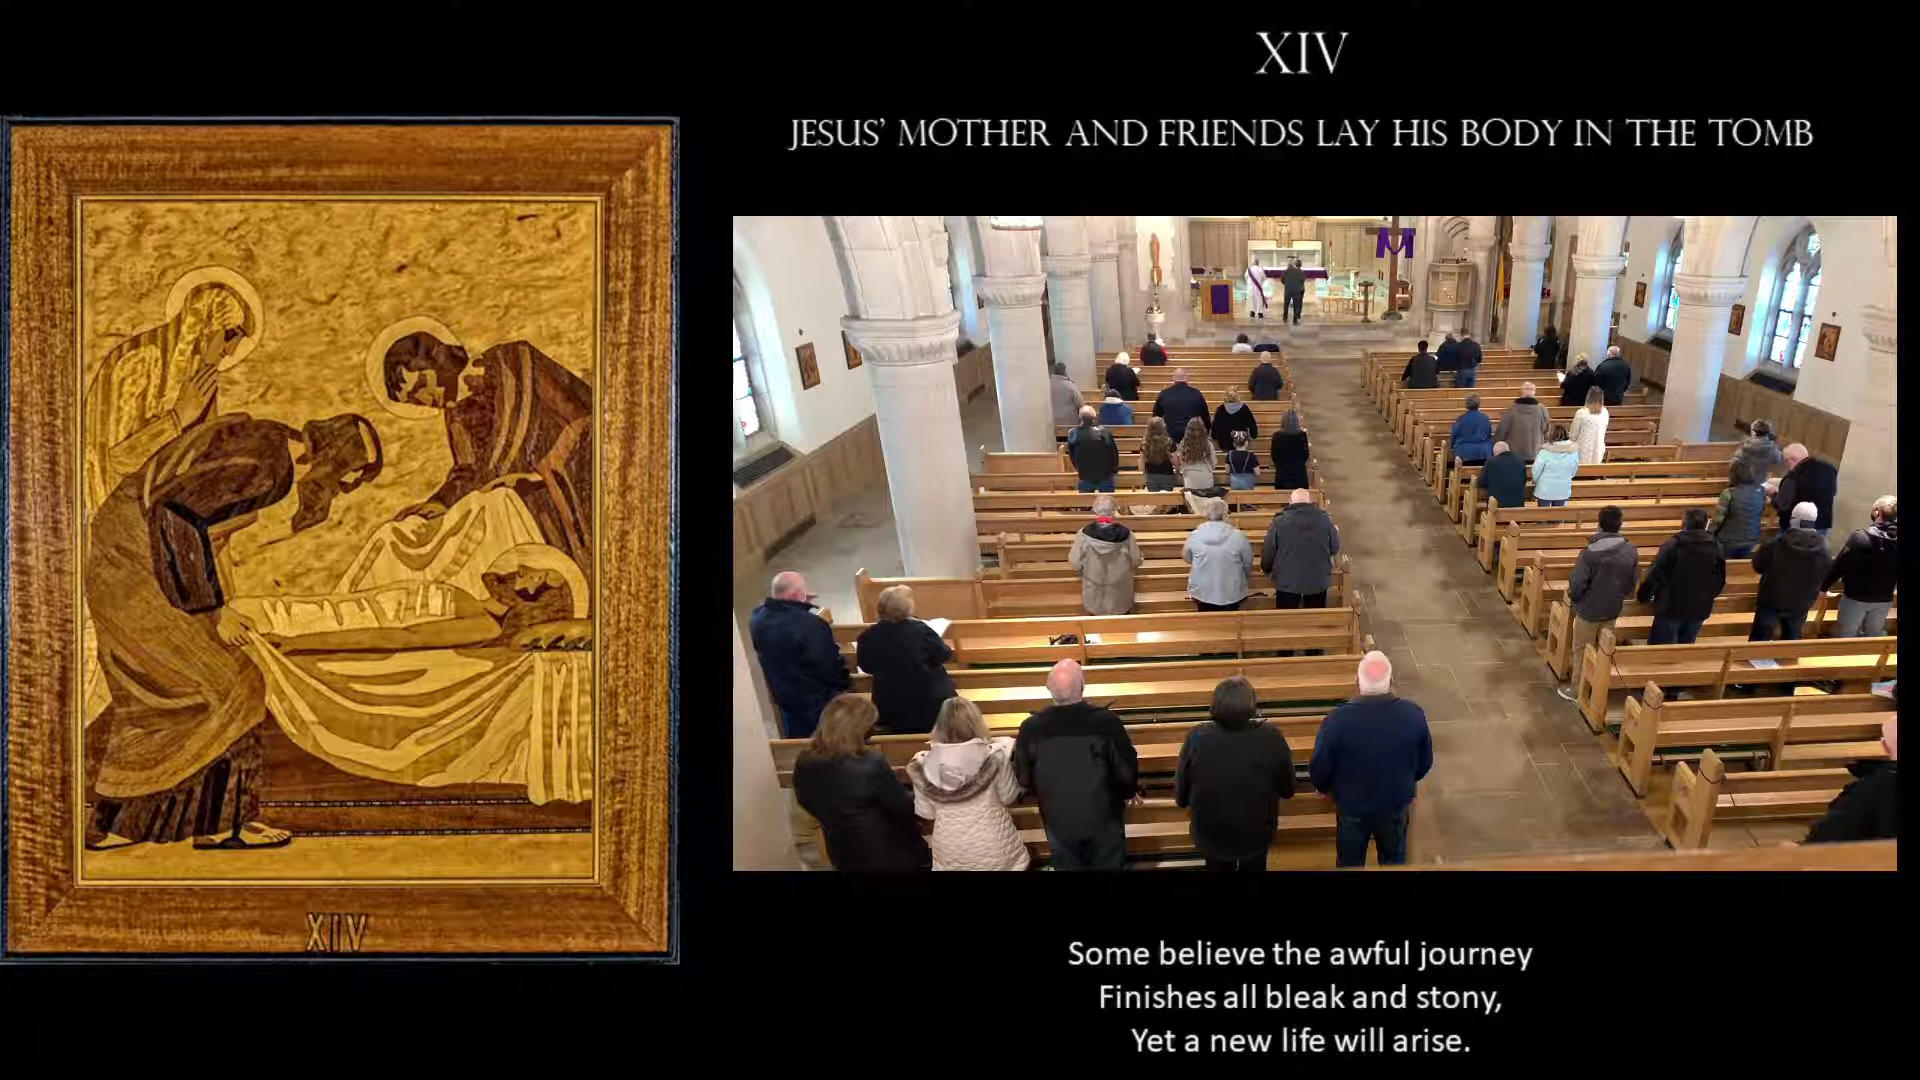 XIV
JESUS' MOTHER AND FRIENDS LAY HIS BODY IN THE TOMB
XIV
Some believe the awful journey
Finishes all bleak and stony,
Yet a new life will arise.